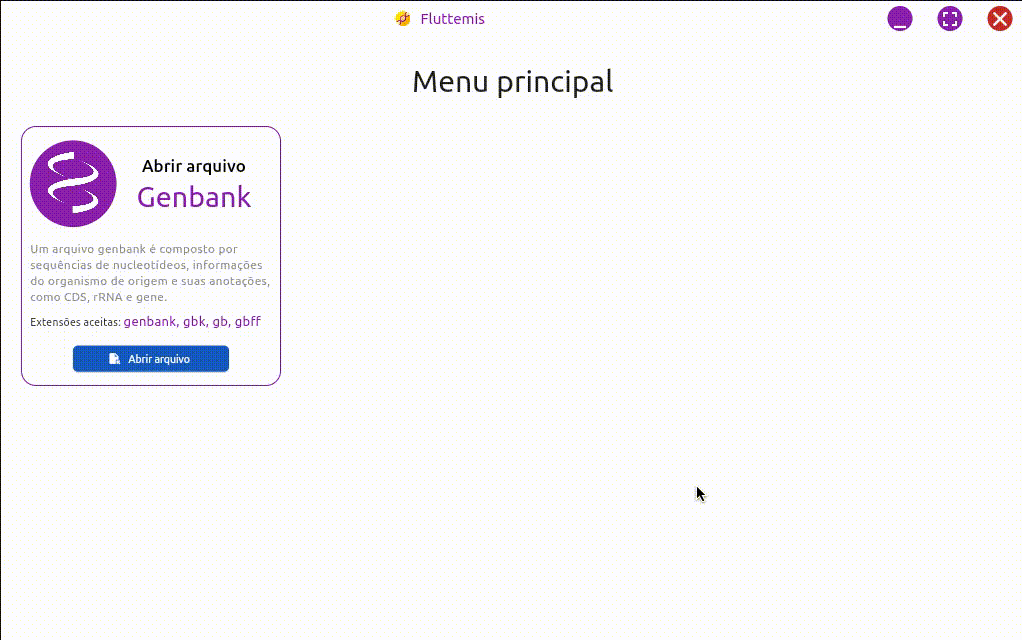 Fluttemis
Menu principal
Abrir arquivo
Genbank
Um arquivo genbank é composto por
sequências de nucleotídeos, informações
do organismo de origem e suas anotações,
como CDS, rRNA e gene.
Extensões aceitas: genbank, gbk, gb, gbff
Abrir arquivo